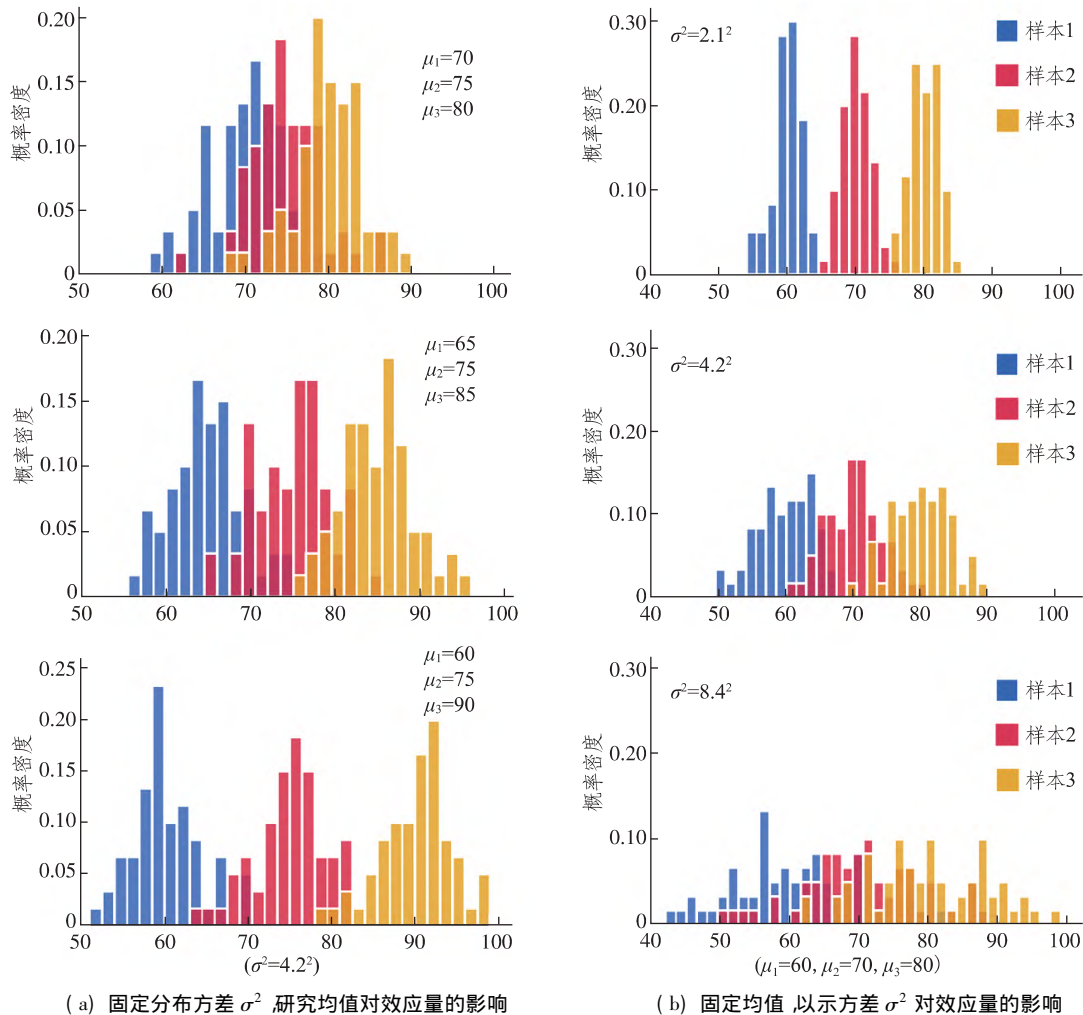 0.20
0.15
0.10
0.05
0
概率密度
μ₁=70
μ₂=75
μ₃=80
50 60 70 80 90 100
0.20
0.15
0.10
0.05
0
概率密度
μ₁=65
μ₂=75
μ₃=85
50 60 70 80 90 100
0.25
0.20
0.15
0.10
0.05
0
概率密度
μ₁=60
μ₂=75
μ₃=90
50 60 70 80 90 100
(σ²=4.2²)
(a) 固定分布方差 σ² ,研究均值对效应量的影响
0.30
0.20
0.30
0
概率密度
σ²=2.1²
样本1
样本2
样本3
40 50 60 70 80 90 100
0.30
0.20
0.10
0
概率密度
σ²=4.2²
样本1
样本2
样本3
40 50 60 70 80 90 100
0.30
0.20
0.10
0
概率密度
σ²=8.4²
样本1
样本2
样本3
40 50 60 70 80 90 100
(μ₁=60, μ₂=70, μ₃=80)
(b) 固定均值,以示方差 σ² 对效应量的影响